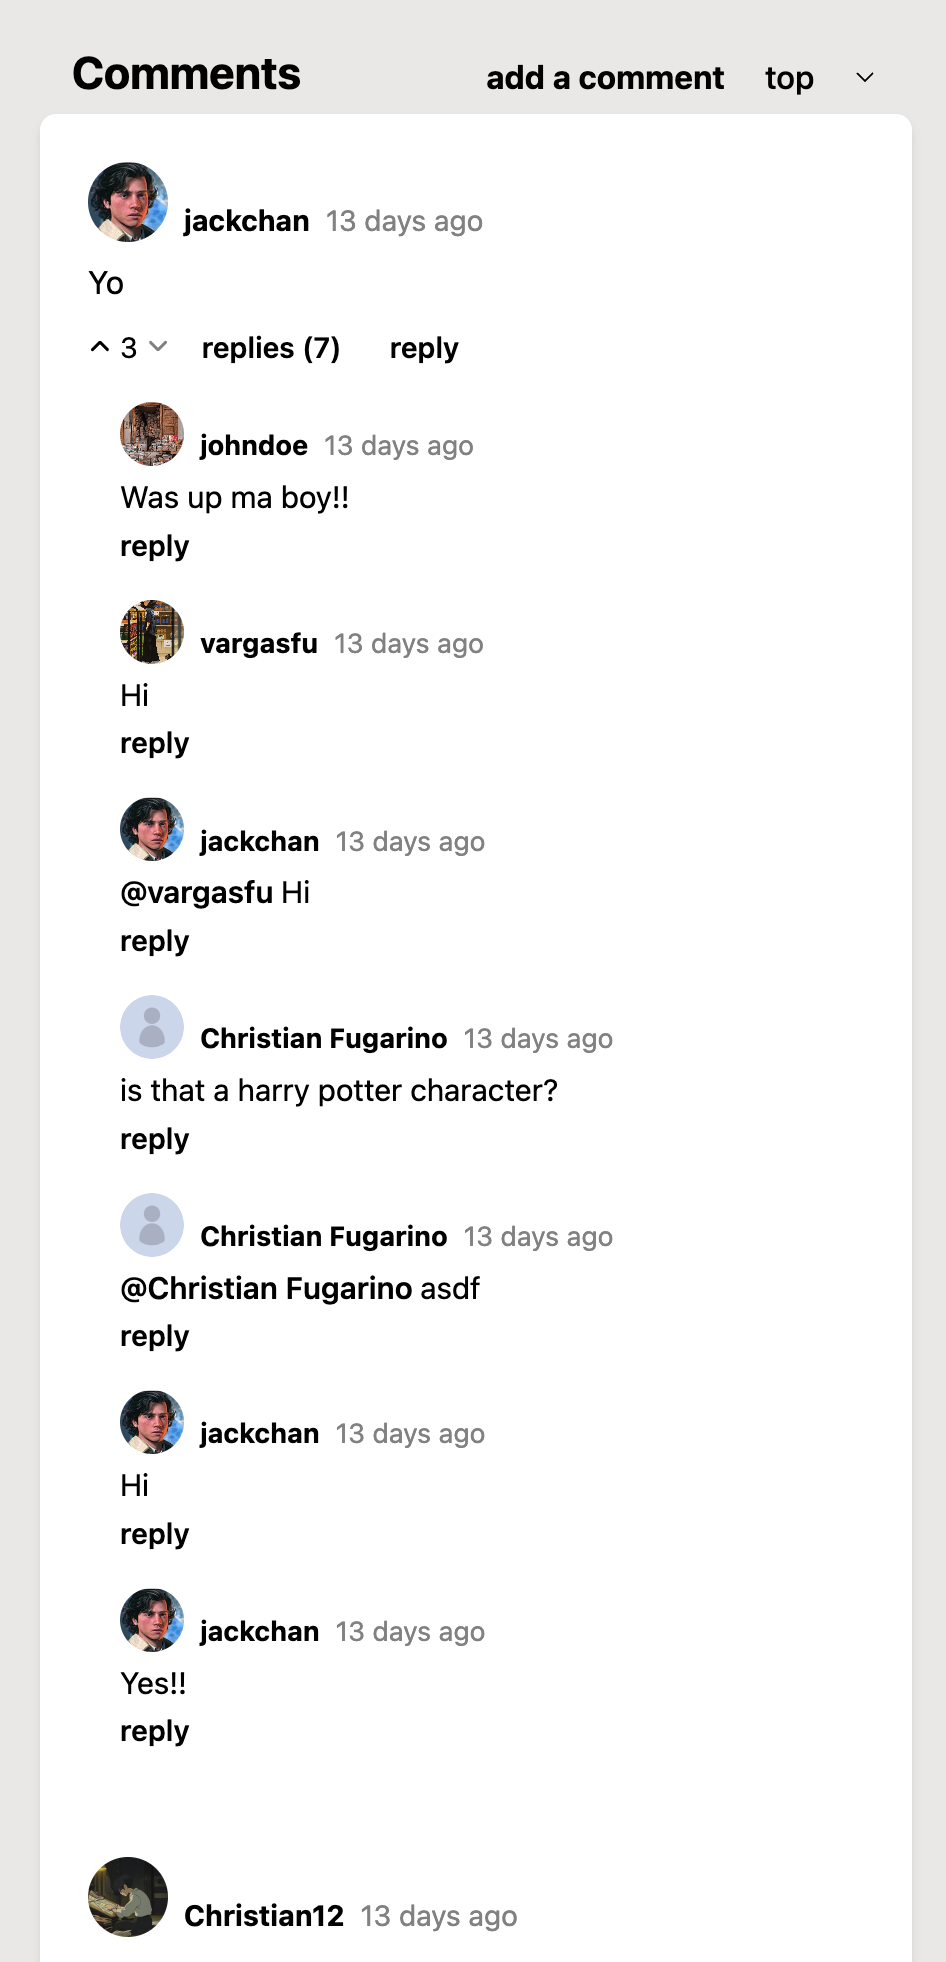 Comments add a comment top
jackchan 13 days ago
Yo
3 replies (7) reply
johndoe 13 days ago
Was up ma boy!!
reply
vargasfu 13 days ago
Hi
reply
jackchan 13 days ago
@vargasfu Hi
reply
Christian Fugarino 13 days ago
is that a harry potter character?
reply
Christian Fugarino 13 days ago
@Christian Fugarino asdf
reply
jackchan 13 days ago
Hi
reply
jackchan 13 days ago
Yes!!
reply
Christian12 13 days ago